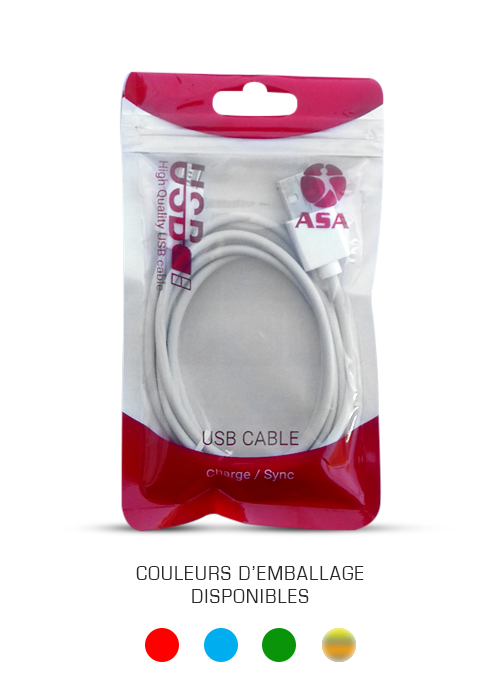 ASA
USB
High Quality USB cable
USB CABLE
Charge / Sync
COULEURS D'EMBALLAGE
DISPONIBLES